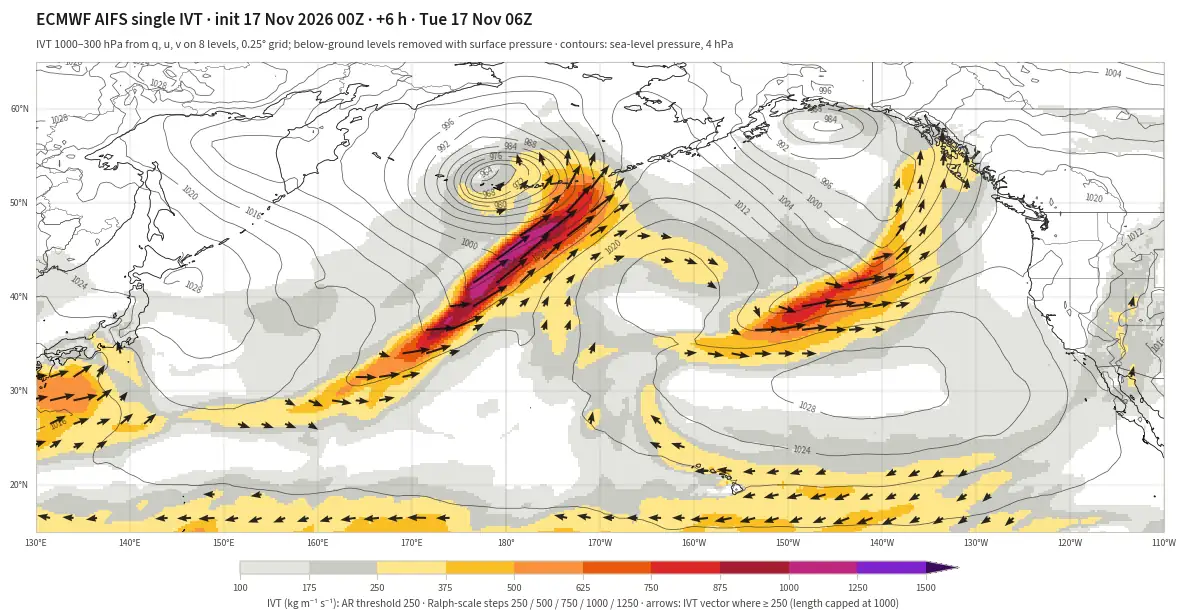 ECMWF AIFS single IVT · init 17 Nov 2026 00Z · +6 h · Tue 17 Nov 06Z
IVT 1000–300 hPa from q, u, v on 8 levels, 0.25° grid; below-ground levels removed with surface pressure · contours: sea-level pressure, 4 hPa
1028
1028
996
1004
60°N
1028
996
984
992
984
988
992
976
964
1020
996
1020
50°N
1016
980
1012
1004
1000
1000
1020
1012
1024
1028
40°N
1016
30°N
1028
1016
1024
20°N
130°E
140°E
150°E
160°E
170°E
180°
170°W
160°W
150°W
140°W
130°W
120°W
110°W
100
175
250
375
500
625
750
875
1000
1250
1500
IVT (kg m⁻¹ s⁻¹): AR threshold 250 · Ralph-scale steps 250 / 500 / 750 / 1000 / 1250 · arrows: IVT vector where ≥ 250 (length capped at 1000)